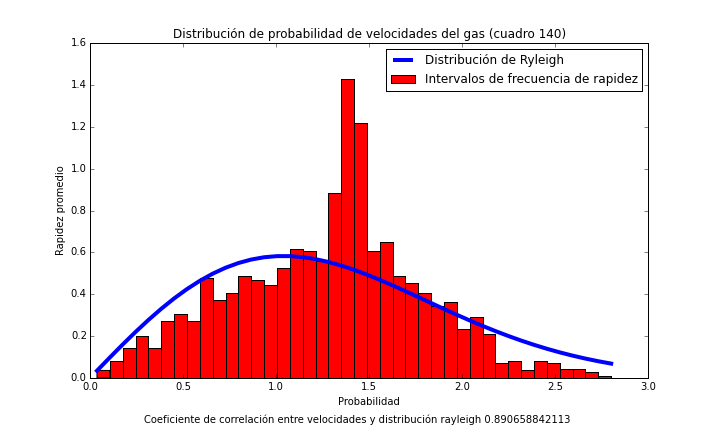 Distribución de probabilidad de velocidades del gas (cuadro 140)
1.6
1.4
1.2
1.0
0.8
0.6
0.4
0.2
0.0
Rapidez promedio
Distribución de Ryleigh
Intervalos de frecuencia de rapidez
0.0 0.5 1.0 1.5 2.0 2.5 3.0
Probabilidad
Coeficiente de correlación entre velocidades y distribución rayleigh 0.890658842113